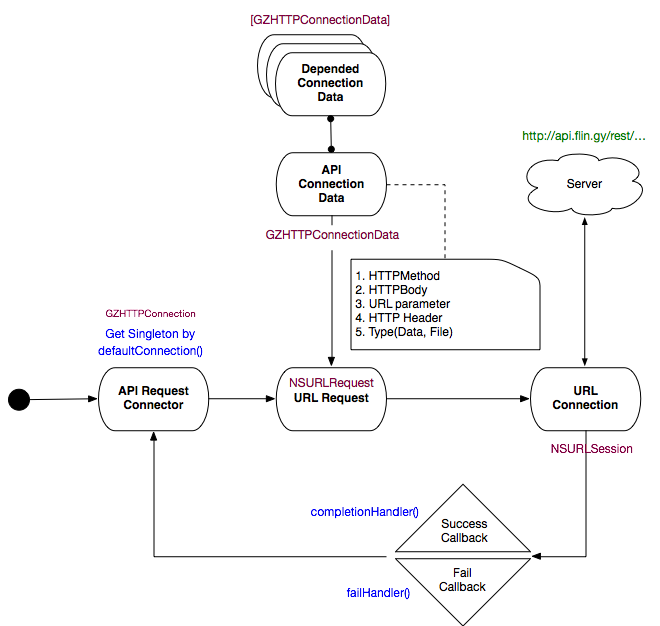 [GZHTTPConnectionData]
Depended
Connection
Data
http://api.flin.gy/rest/...
API
Connection
Data
Server
GZHTTPConnectionData
1. HTTPMethod
2. HTTPBody
3. URL parameter
4. HTTP Header
5. Type(Data, File)
GZHTTPConnection
Get Singleton by
defaultConnection()
API Request
Connector
NSURLRequest
URL Request
URL
Connection
NSURLSession
completionHandler()
Success
Callback
Fail
Callback
failHandler()